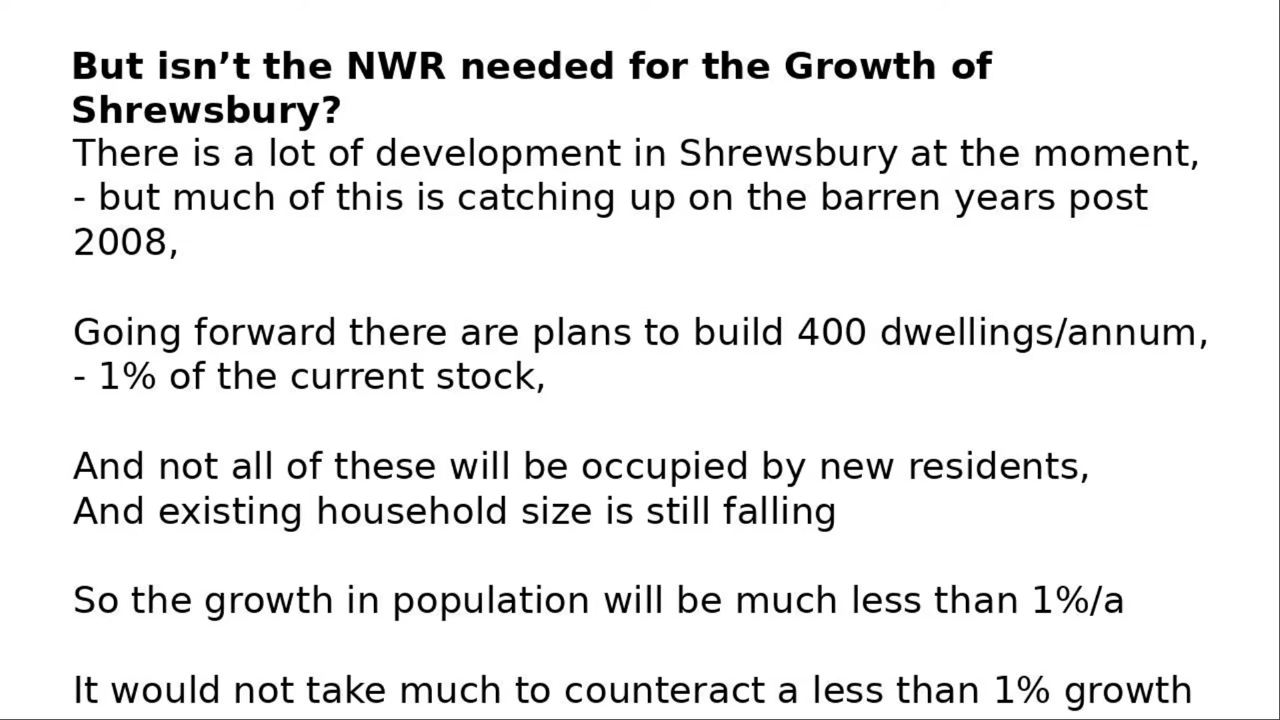 But isn’t the NWR needed for the Growth of
Shrewsbury?
There is a lot of development in Shrewsbury at the moment,
- but much of this is catching up on the barren years post
2008,
Going forward there are plans to build 400 dwellings/annum,
- 1% of the current stock,
And not all of these will be occupied by new residents,
And existing household size is still falling
So the growth in population will be much less than 1%/a
It would not take much to counteract a less than 1% growth